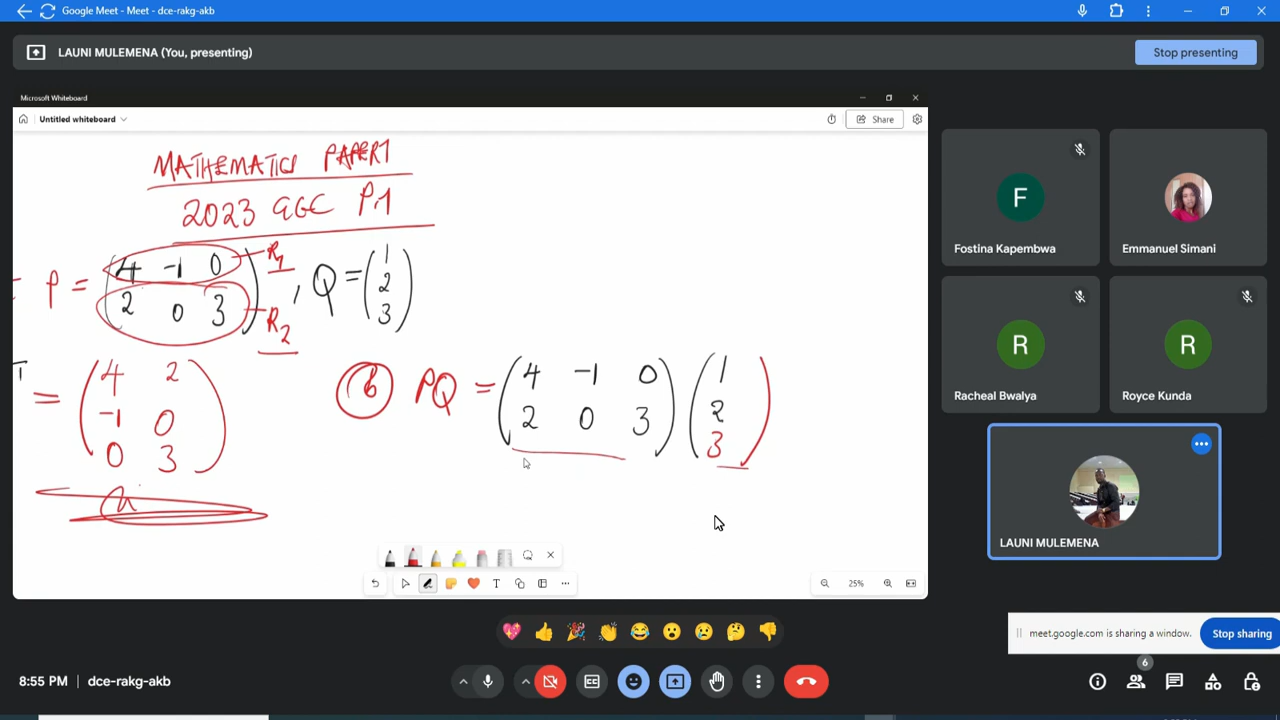 Google Meet - Meet - dce-rakg-akb
LAUNI MULEMENA (You, presenting)
Stop presenting
Microsoft Whiteboard
Untitled whiteboard
Share
MATHEMATICS PAPER 1
2023 GCE P1
P = (4 -1 0) R1
(2 0 3) R2
, Q = (1
2
3)
T
= (4 2
-1 0
0 3)
a
(b) PQ = (4 -1 0
2 0 3) (1
2
3)
25%
F
Fostina Kapembwa
Emmanuel Simani
R
Racheal Bwalya
R
Royce Kunda
LAUNI MULEMENA
meet.google.com is sharing a window.
Stop sharing
8:55 PM | dce-rakg-akb
6